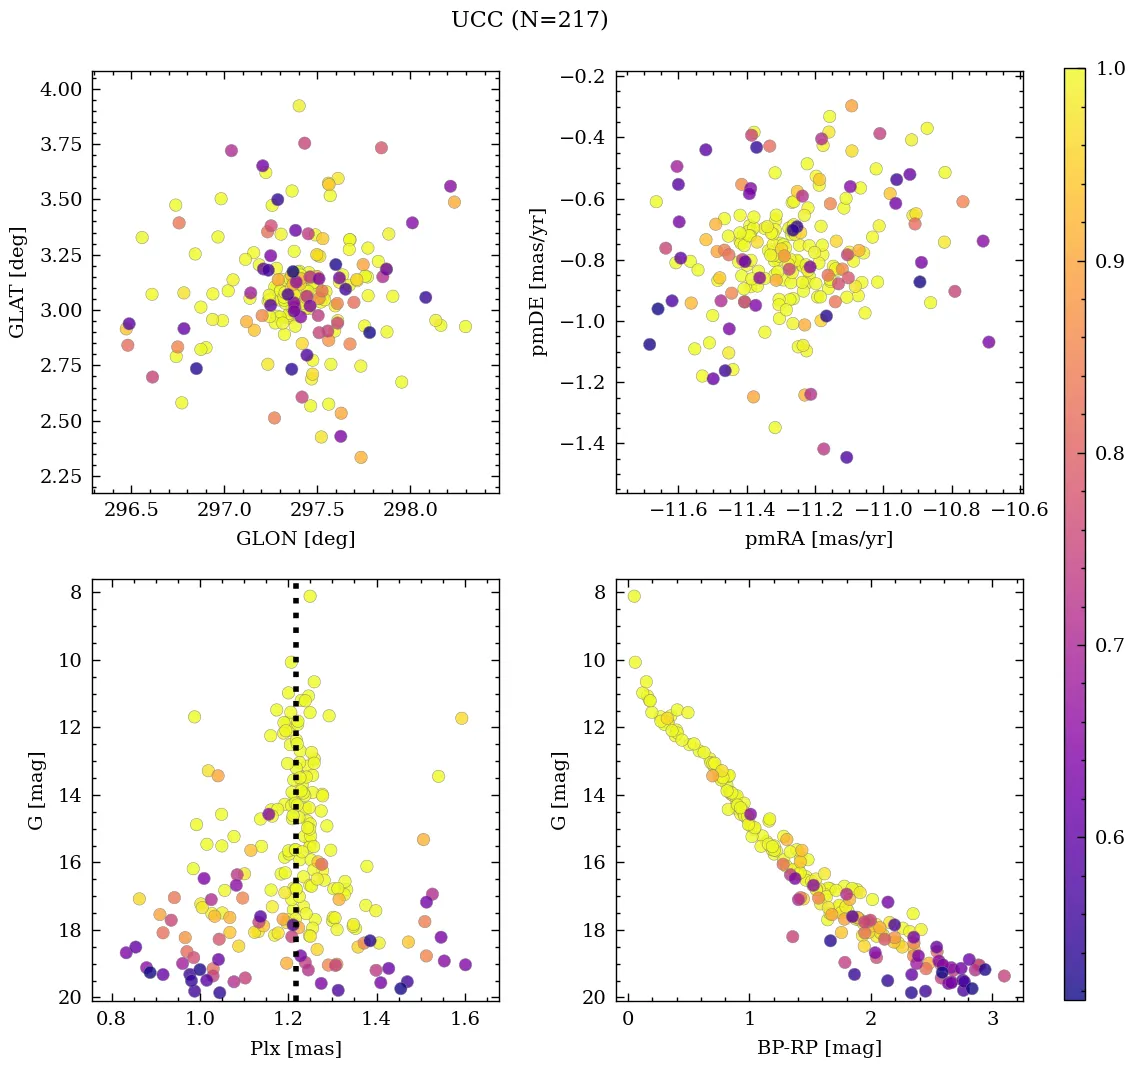 UCC (N=217)
4.00
3.75
3.50
3.25
3.00
2.75
2.50
2.25
GLAT [deg]
296.5 297.0 297.5 298.0
GLON [deg]
−0.2
−0.4
−0.6
−0.8
−1.0
−1.2
−1.4
pmDE [mas/yr]
−11.6 −11.4 −11.2 −11.0 −10.8 −10.6
pmRA [mas/yr]
1.0
0.9
0.8
0.7
0.6
8
10
12
14
16
18
20
G [mag]
0.8 1.0 1.2 1.4 1.6
Plx [mas]
8
10
12
14
16
18
20
G [mag]
0 1 2 3
BP-RP [mag]